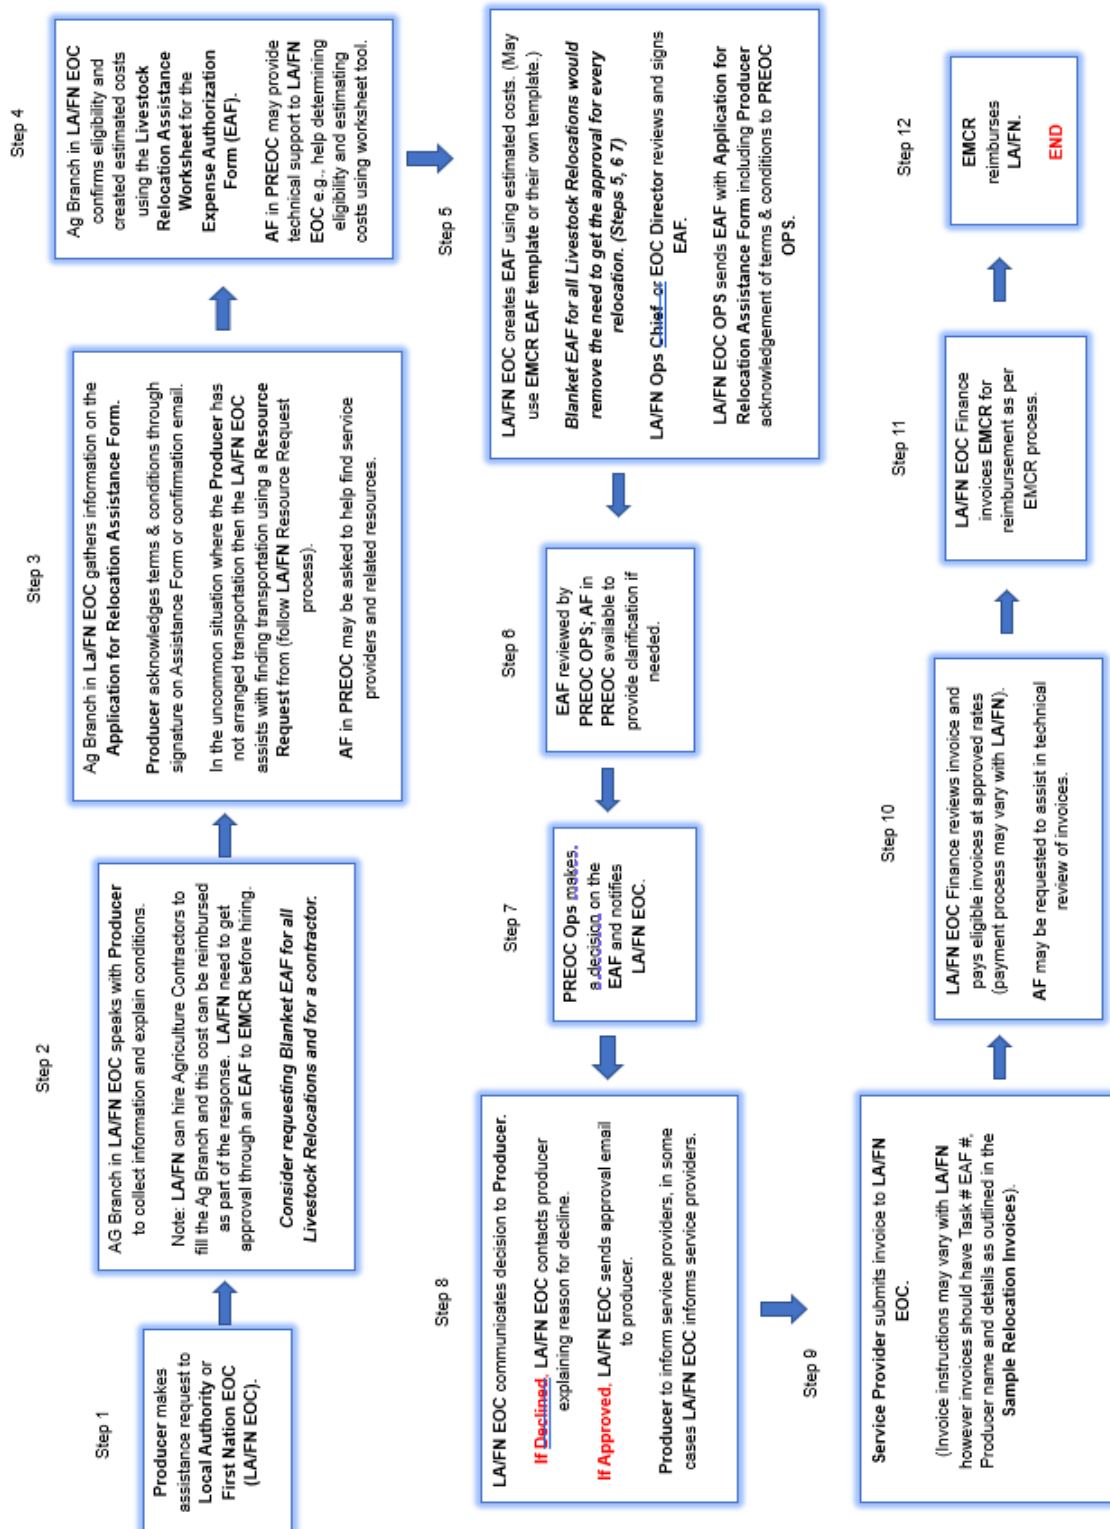 Step 1
Producer makes
assistance request to
Local Authority or
First Nation EOC
(LA/FN EOC).
Step 2
AG Branch in LA/FN EOC speaks with Producer
to collect information and explain conditions.
Note: LA/FN can hire Agriculture Contractors to
fill the Ag Branch and this cost can be reimbursed
as part of the response. LA/FN need to get
approval through an EAF to EMCR before hiring.
Consider requesting Blanket EAF for all
Livestock Relocations and for a contractor.
Step 3
Ag Branch in La/FN EOC gathers information on the
Application for Relocation Assistance Form.
Producer acknowledges terms & conditions through
signature on Assistance Form or confirmation email.
In the uncommon situation where the Producer has
not arranged transportation then the LA/FN EOC
assists with finding transportation using a Resource
Request from (follow LA/FN Resource Request
process).
AF in PREOC may be asked to help find service
providers and related resources.
Step 4
Ag Branch in LA/FN EOC
confirms eligibility and
created estimated costs
using the Livestock
Relocation Assistance
Worksheet for the
Expense Authorization
Form (EAF).
AF in PREOC may provide
technical support to LA/FN
EOC e.g., help determining
eligibility and estimating
costs using worksheet tool.
Step 5
LA/FN EOC creates EAF using estimated costs. (May
use EMCR EAF template or their own template.)
Blanket EAF for all Livestock Relocations would
remove the need to get the approval for every
relocation. (Steps 5, 6 7)
LA/FN Ops Chief or EOC Director reviews and signs
EAF.
LA/FN EOC OPS sends EAF with Application for
Relocation Assistance Form including Producer
acknowledgement of terms & conditions to PREOC
OPS.
Step 6
EAF reviewed by
PREOC OPS; AF in
PREOC available to
provide clarification if
needed.
Step 7
PREOC Ops makes.
a decision on the
EAF and notifies
LA/FN EOC.
Step 8
LA/FN EOC communicates decision to Producer.
If Declined, LA/FN EOC contacts producer
explaining reason for decline.
If Approved, LA/FN EOC sends approval email
to producer.
Producer to inform service providers, in some
cases LA/FN EOC informs service providers.
Step 9
Service Provider submits invoice to LA/FN
EOC.
(Invoice instructions may vary with LA/FN
however invoices should have Task # EAF #,
Producer name and details as outlined in the
Sample Relocation Invoices).
Step 10
LA/FN EOC Finance reviews invoice and
pays eligible invoices at approved rates
(payment process may vary with LA/FN).
AF may be requested to assist in technical
review of invoices.
Step 11
LA/FN EOC Finance
invoices EMCR for
reimbursement as per
EMCR process.
Step 12
EMCR
reimburses
LA/FN.
END